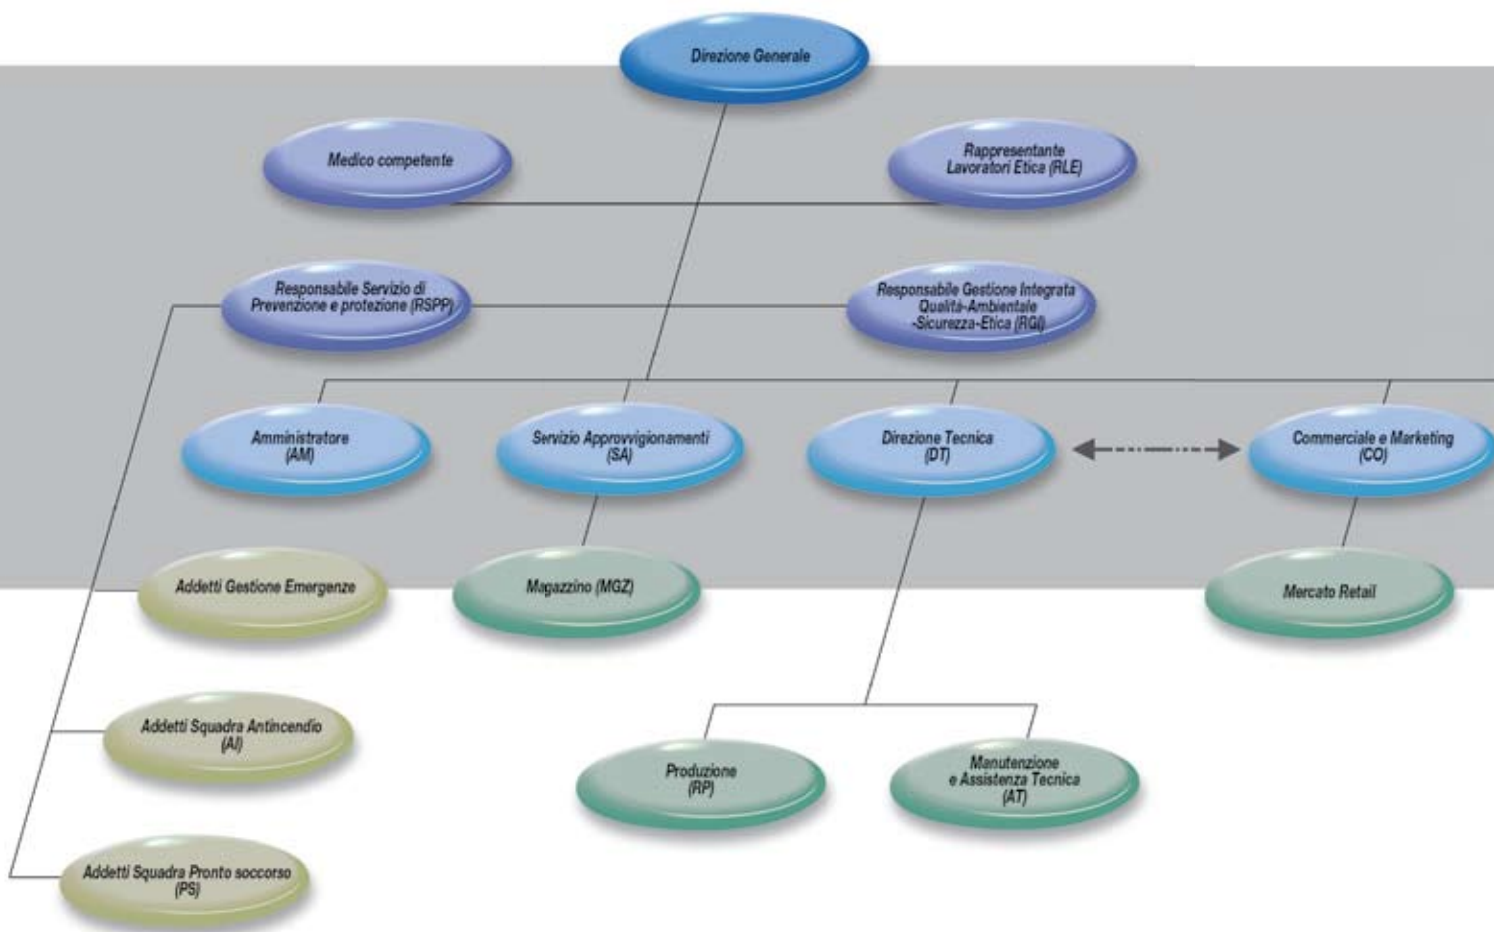 Direzione Generale
Medico competente
Rappresentante
Lavoratori Etica (RLE)
Responsabile Servizio di
Prevenzione e protezione (RSPP)
Responsabile Gestione Integrata
Qualità-Ambientale
-Sicurezza-Etica (RGI)
Amministratore
(AM)
Servizio Approvvigionamenti
(SA)
Direzione Tecnica
(DT)
Commerciale e Marketing
(CO)
Addetti Gestione Emergenze
Magazzino (MGZ)
Mercato Retail
Addetti Squadra Antincendio
(AI)
Produzione
(RP)
Manutenzione
e Assistenza Tecnica
(AT)
Addetti Squadra Pronto soccorso
(PS)